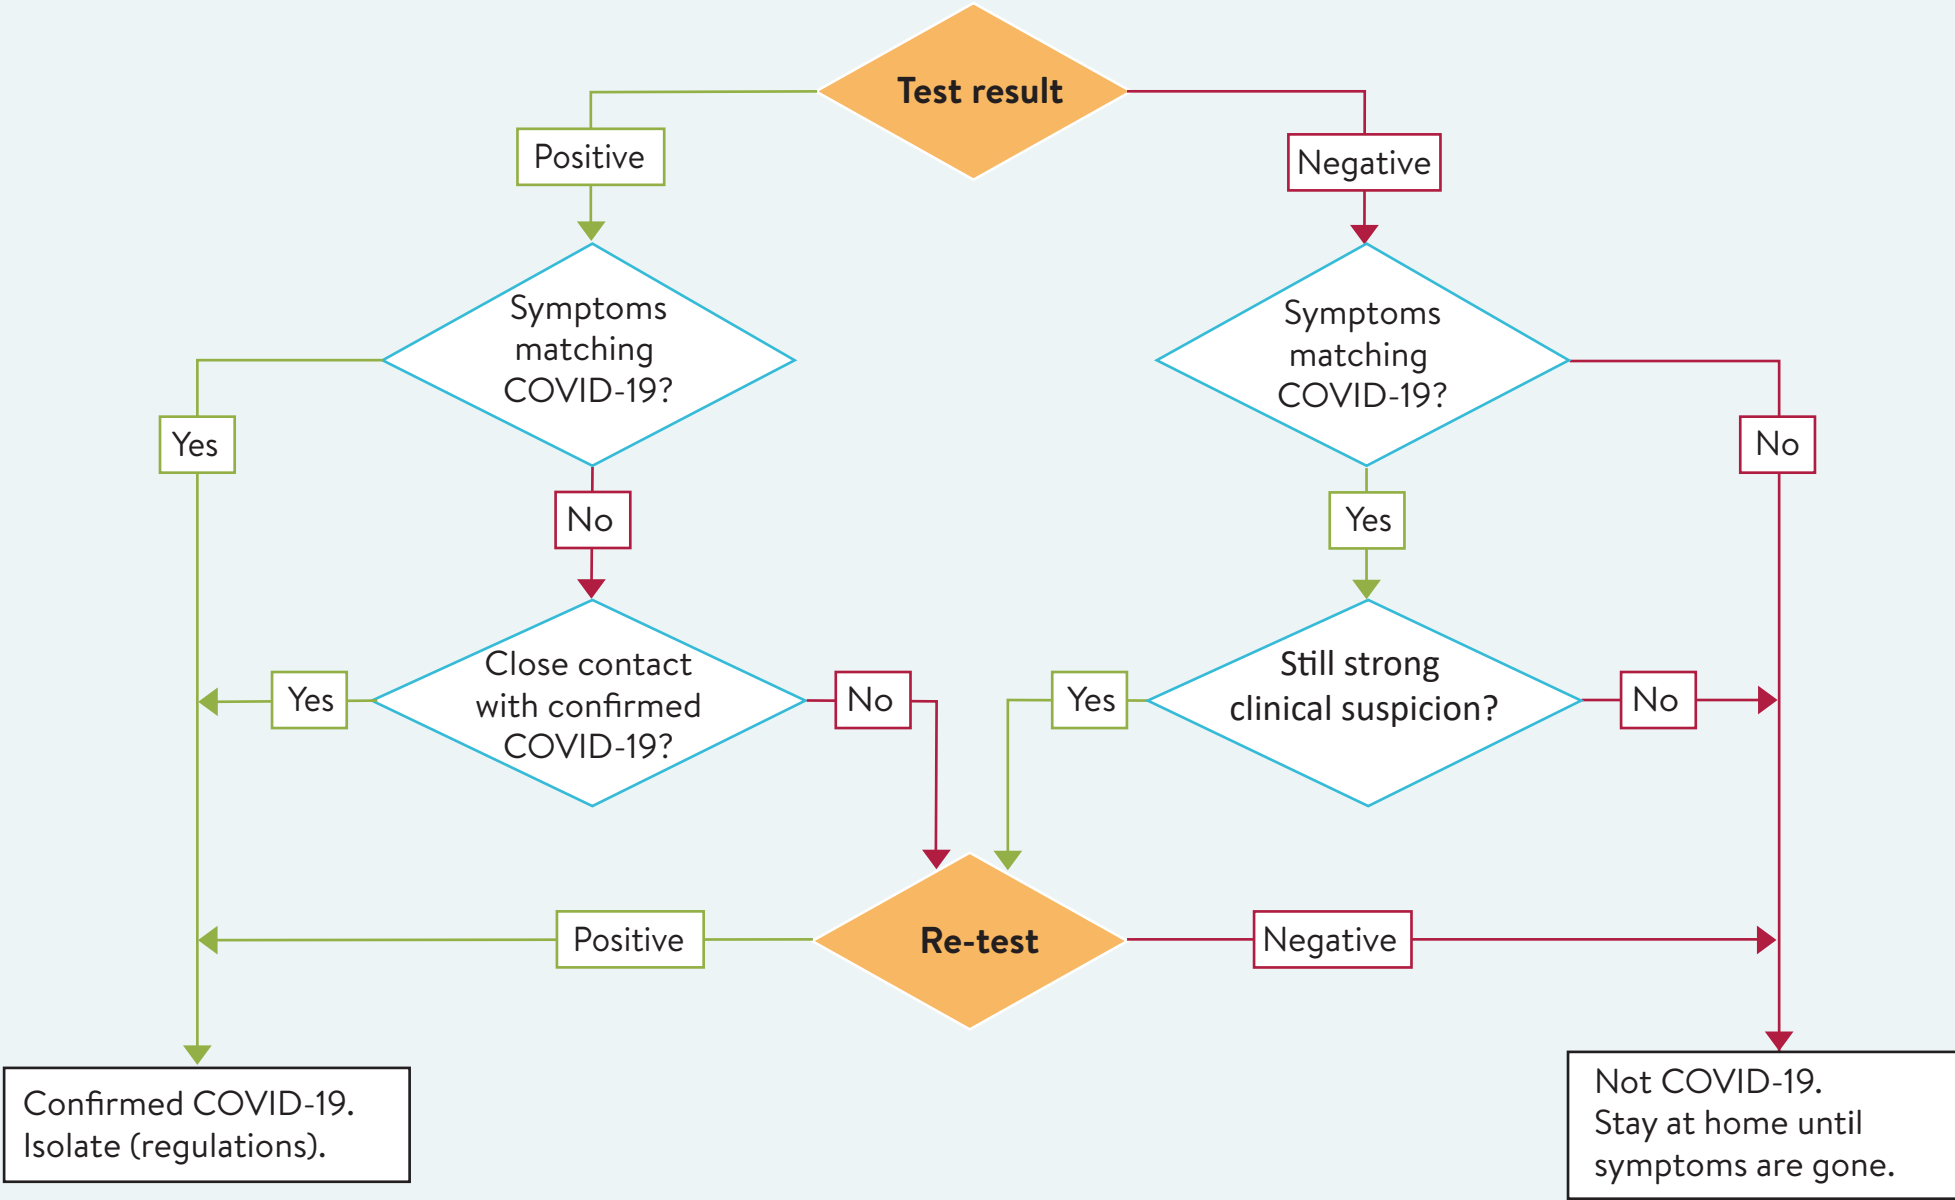 Test result
Positive
Negative
Symptoms
matching
COVID-19?
Symptoms
matching
COVID-19?
Yes
No
No
Yes
Close contact
with confirmed
COVID-19?
Yes
No
Still strong
clinical suspicion?
Yes
No
Re-test
Positive
Negative
Confirmed COVID-19.
Isolate (regulations).
Not COVID-19.
Stay at home until
symptoms are gone.